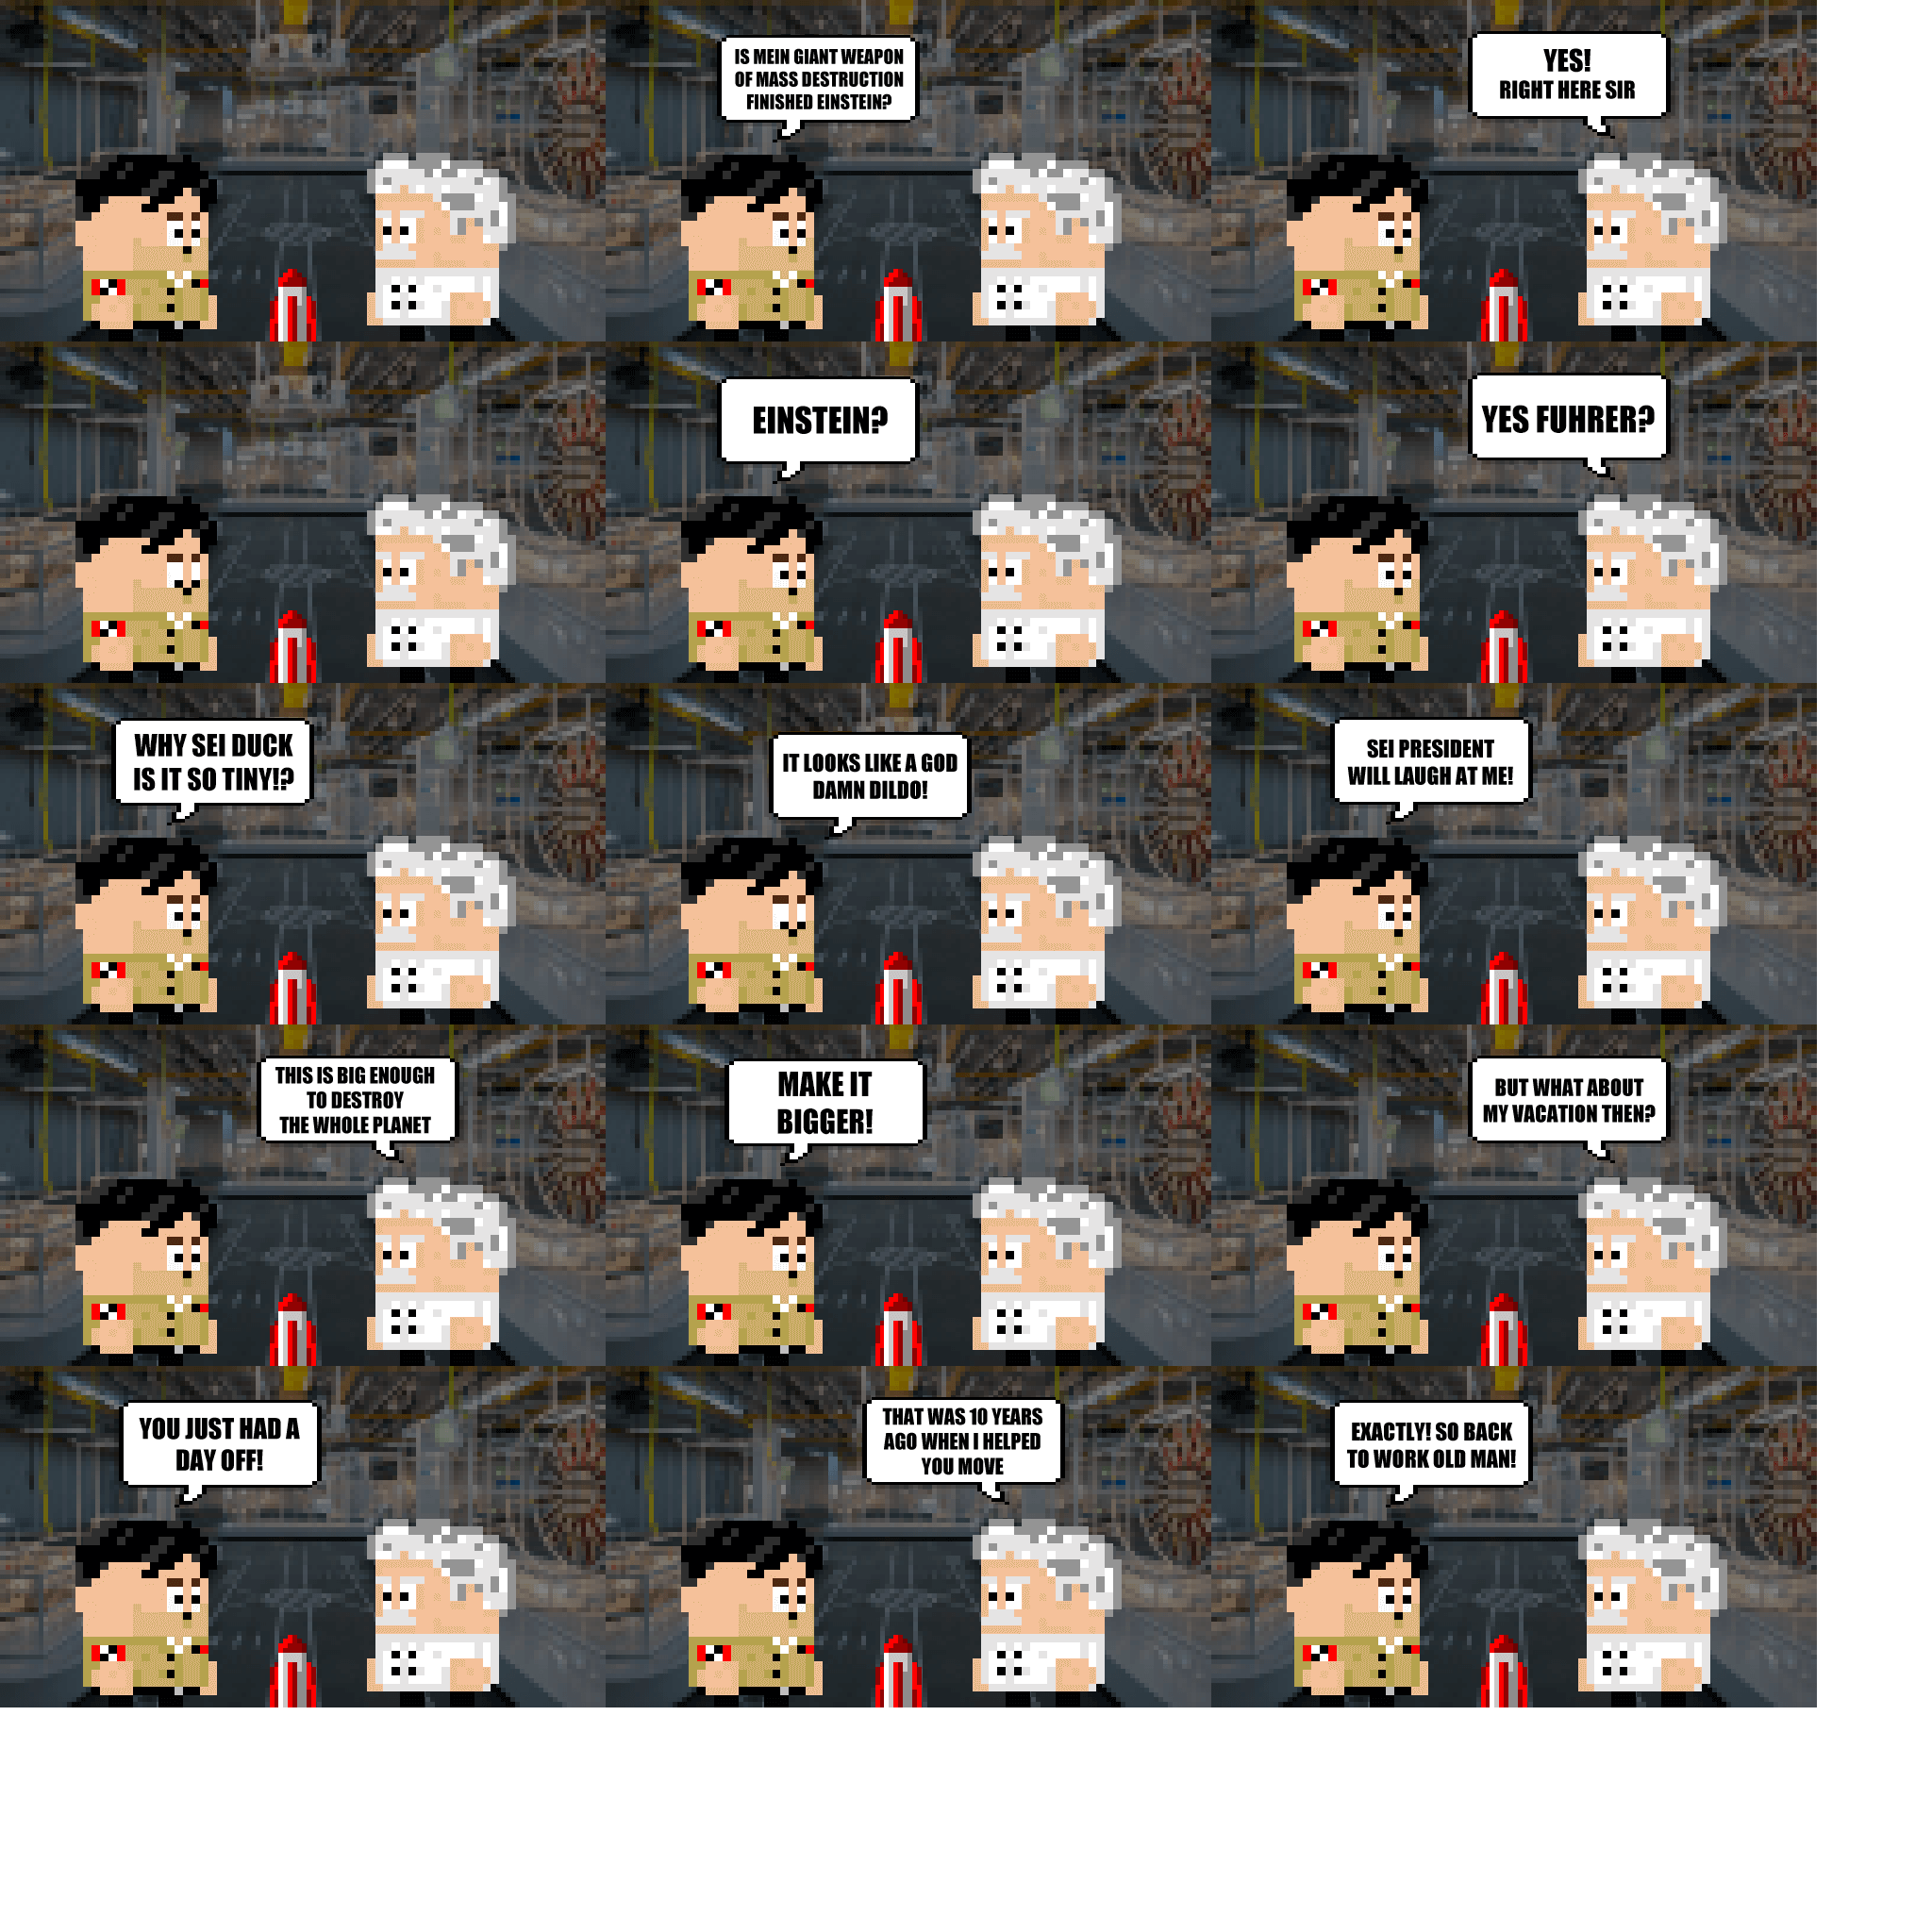 IS MEIN GIANT WEAPON
OF MASS DESTRUCTION
FINISHED EINSTEIN?
YES!
RIGHT HERE SIR
EINSTEIN?
YES FUHRER?
WHY SEI DUCK
IS IT SO TINY!?
IT LOOKS LIKE A GOD
DAMN DILDO!
SEI PRESIDENT
WILL LAUGH AT ME!
THIS IS BIG ENOUGH
TO DESTROY
THE WHOLE PLANET
MAKE IT
BIGGER!
BUT WHAT ABOUT
MY VACATION THEN?
YOU JUST HAD A
DAY OFF!
THAT WAS 10 YEARS
AGO WHEN I HELPED
YOU MOVE
EXACTLY! SO BACK
TO WORK OLD MAN!